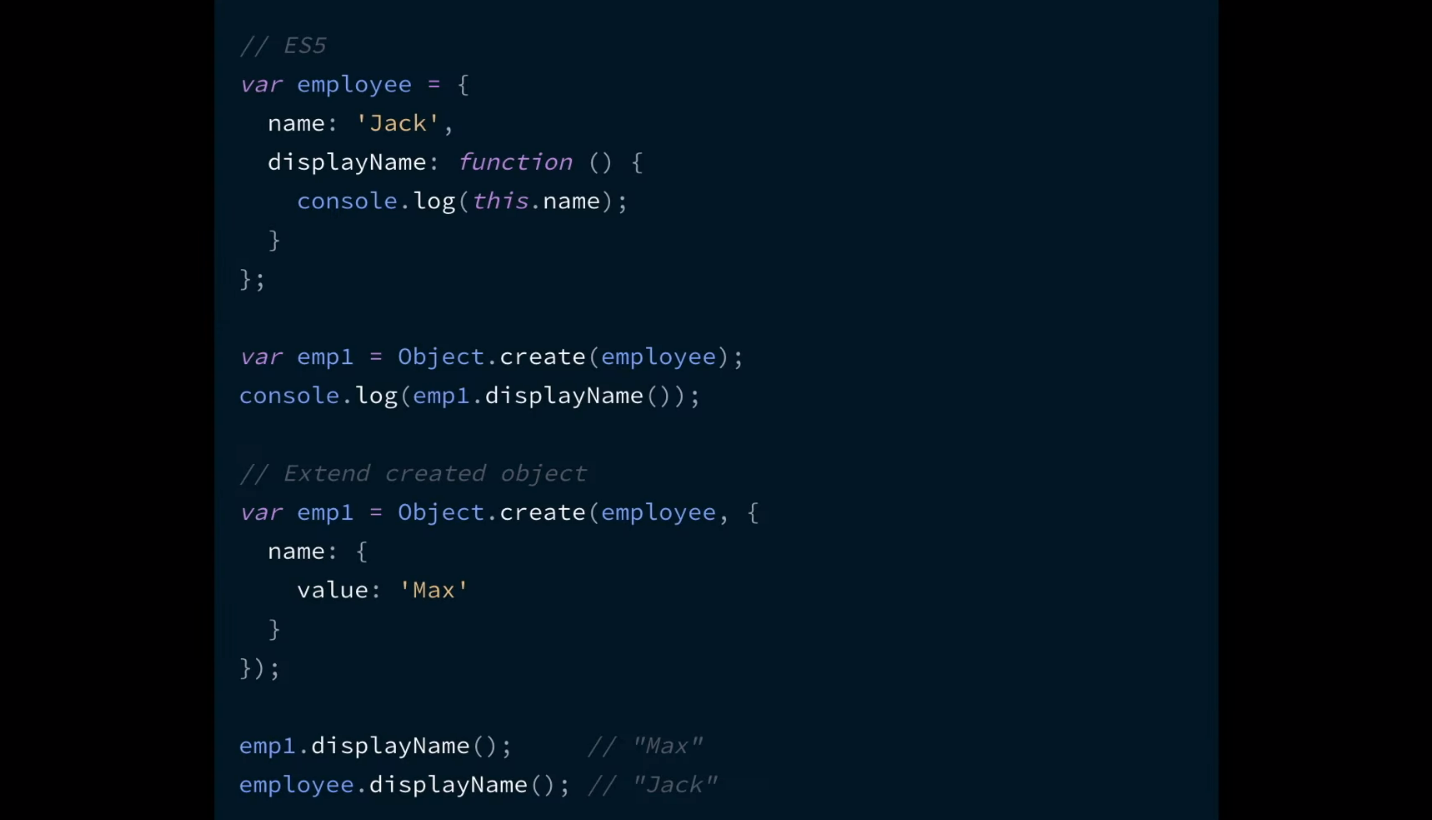 // ES5
var employee = {
  name: 'Jack',
  displayName: function () {
    console.log(this.name);
  }
};

var emp1 = Object.create(employee);
console.log(emp1.displayName());

// Extend created object
var emp1 = Object.create(employee, {
  name: {
    value: 'Max'
  }
});

emp1.displayName();     // "Max"
employee.displayName(); // "Jack"